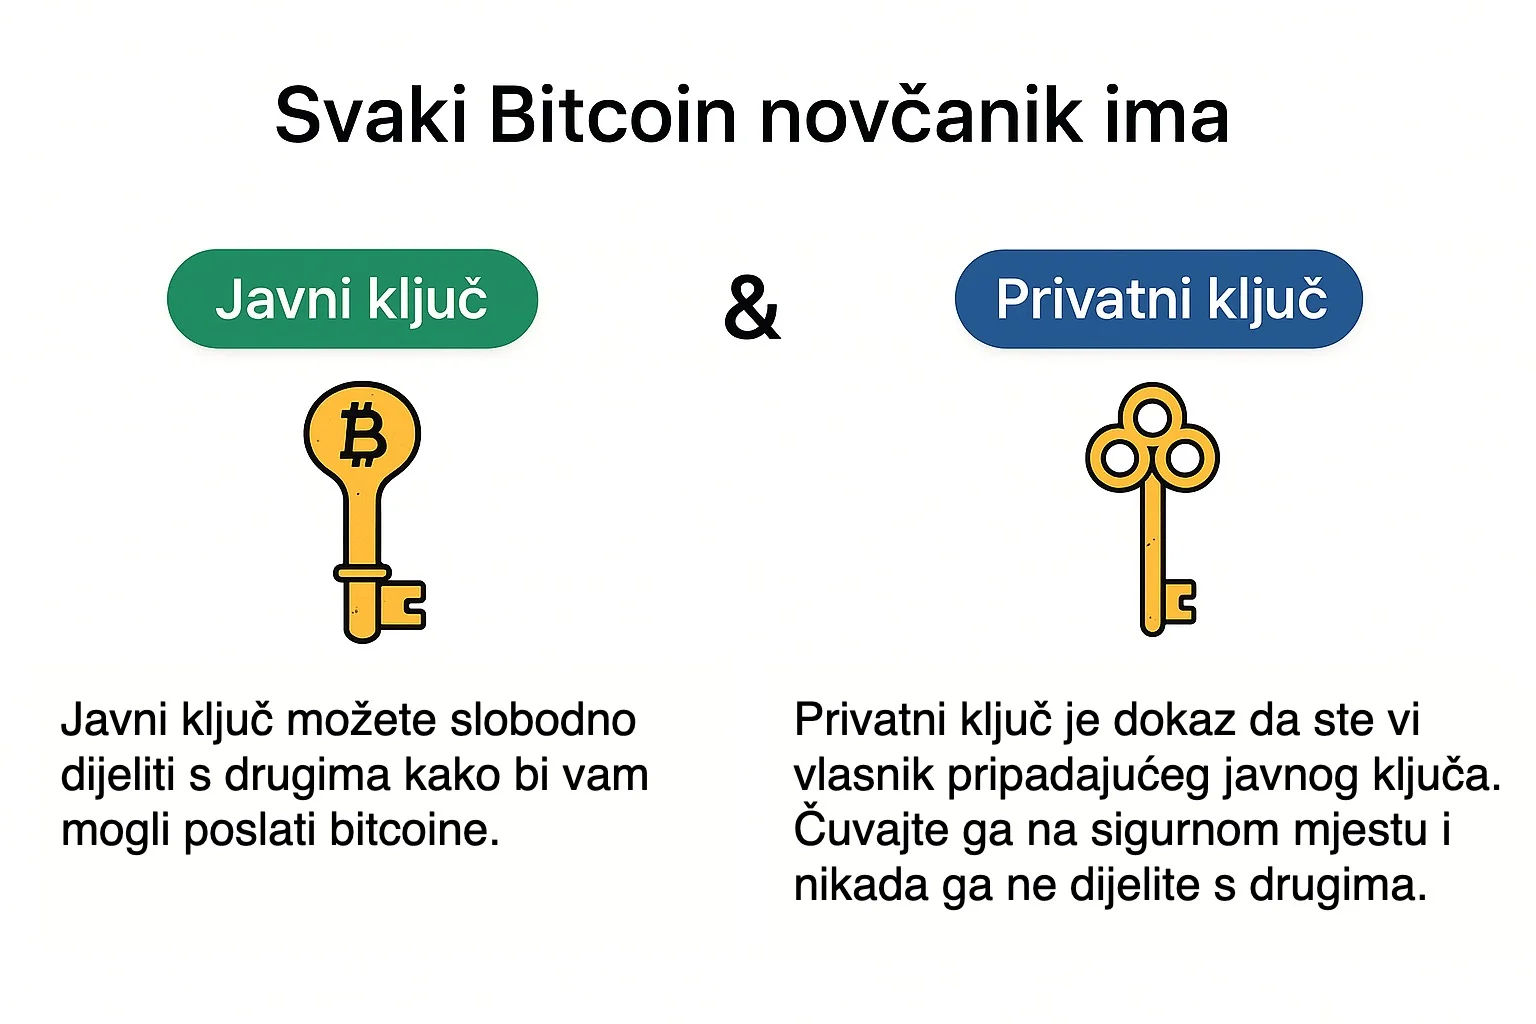 Svaki Bitcoin novčanik ima
Javni ključ
&
Privatni ključ
Javni ključ možete slobodno
dijeliti s drugima kako bi vam
mogli poslati bitcoine.
Privatni ključ je dokaz da ste vi
vlasnik pripadajućeg javnog ključa.
Čuvajte ga na sigurnom mjestu i
nikada ga ne dijelite s drugima.